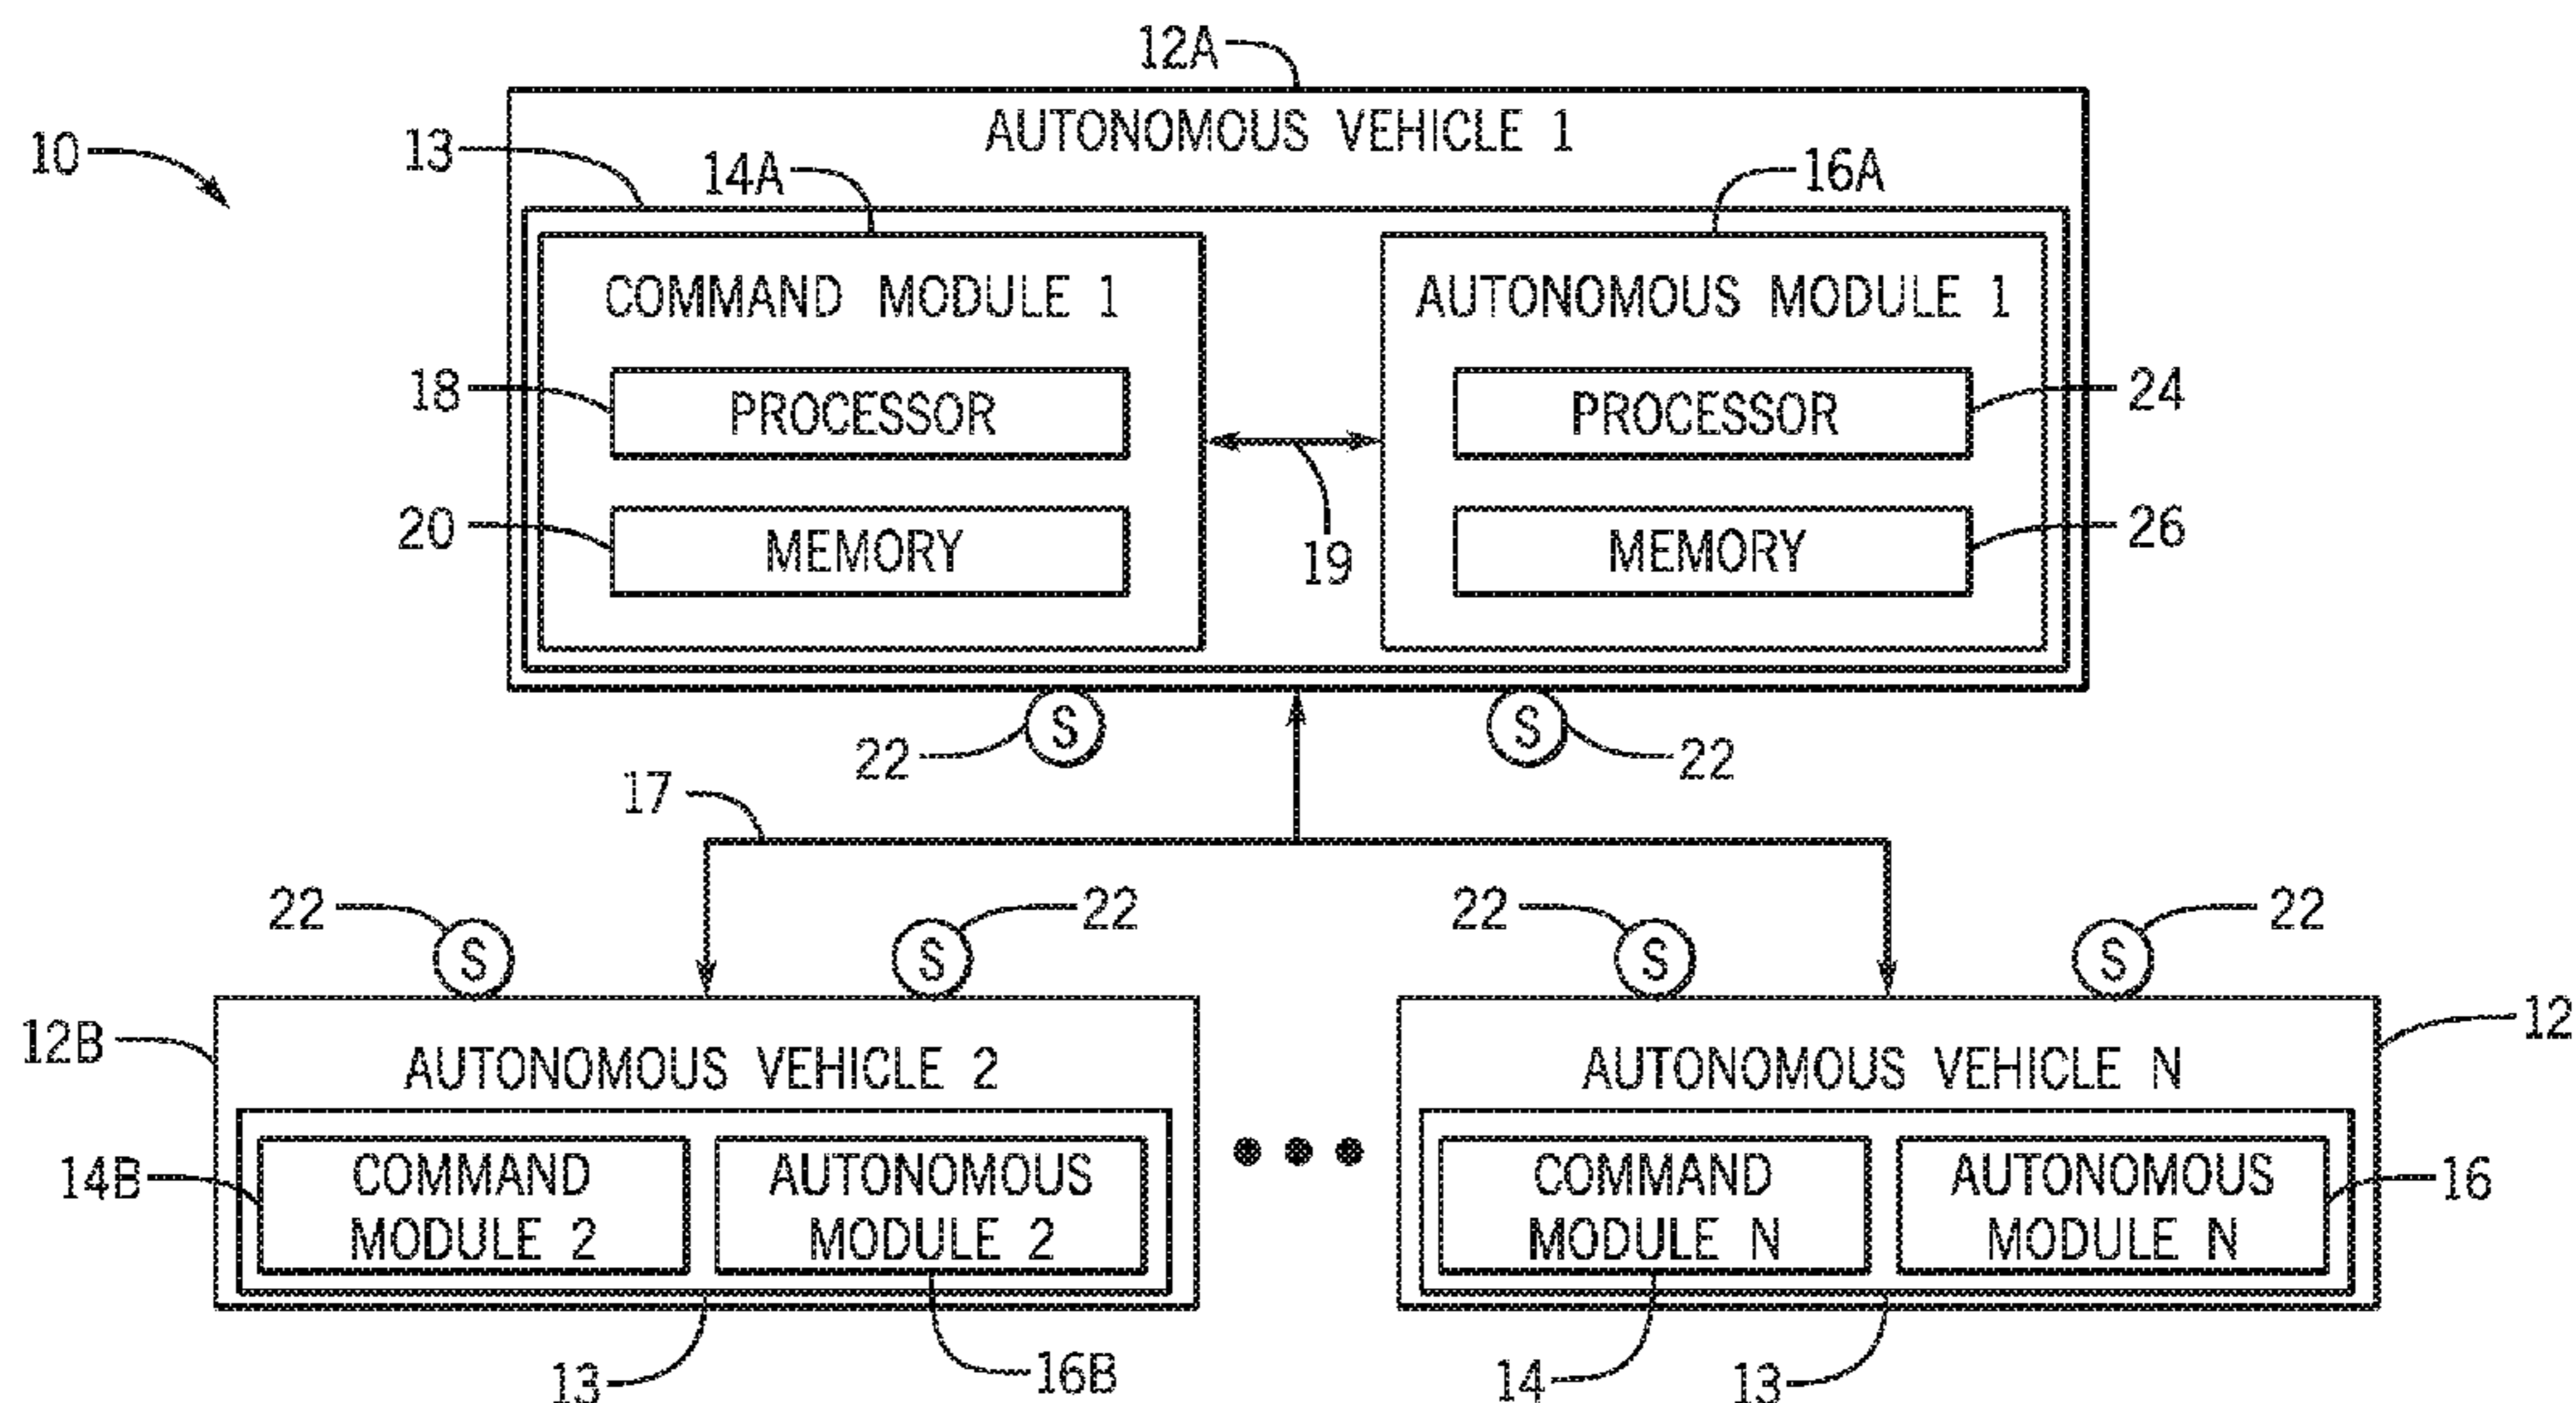 12A
AUTONOMOUS VEHICLE 1
10
13
14A
16A
COMMAND MODULE 1
AUTONOMOUS MODULE 1
18
PROCESSOR
PROCESSOR
24
20
MEMORY
19
MEMORY
26
22
S
S
22
17
22
S
S
22
22
S
S
22
12B
AUTONOMOUS VEHICLE 2
AUTONOMOUS VEHICLE N
12
14B
COMMAND
MODULE 2
AUTONOMOUS
MODULE 2
COMMAND
MODULE N
AUTONOMOUS
MODULE N
16
13
16B
14
13